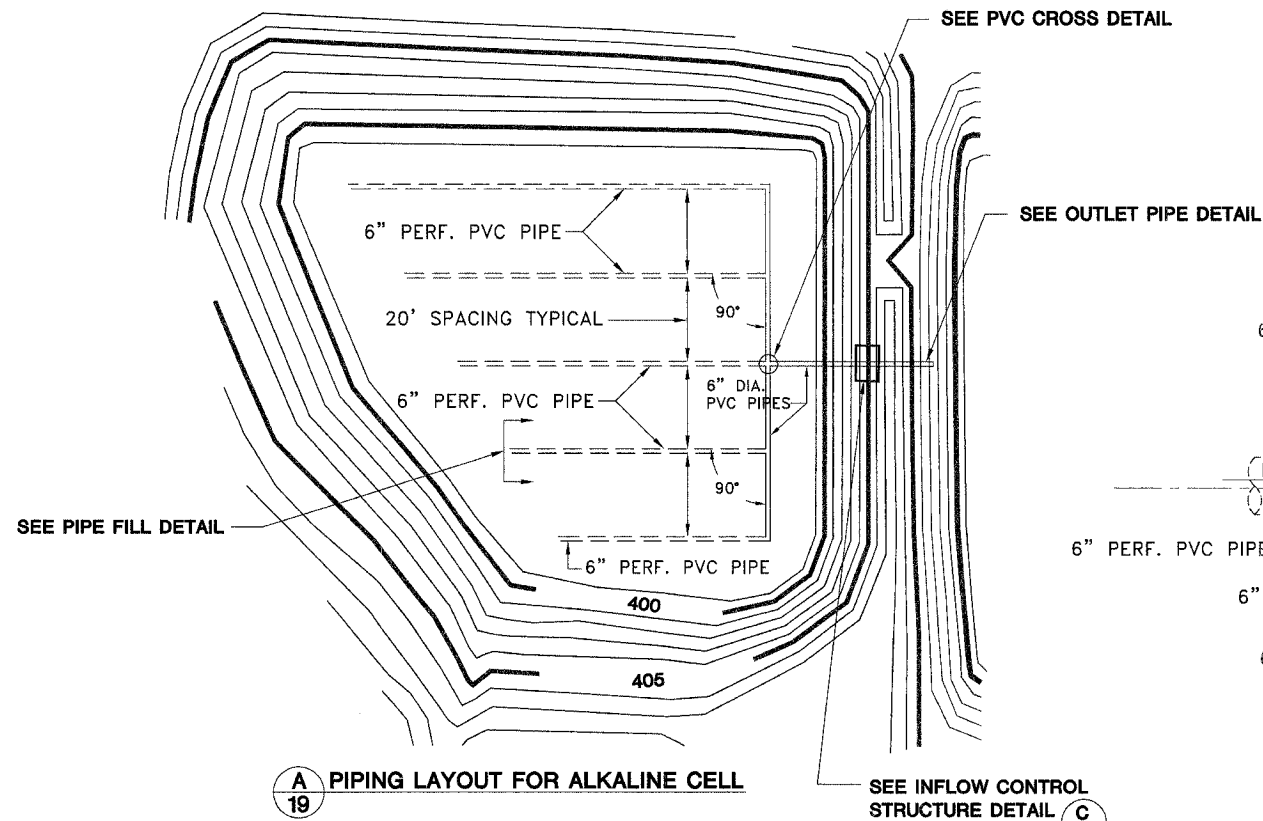 SEE PVC CROSS DETAIL
SEE OUTLET PIPE DETAIL
6" PERF. PVC PIPE
90°
20' SPACING TYPICAL
6" PERF. PVC PIPE
6" DIA.
PVC PIPES
90°
SEE PIPE FILL DETAIL
6" PERF. PVC PIPE
400
405
6" PERF. PVC PIPE
6"
A
19
PIPING LAYOUT FOR ALKALINE CELL
SEE INFLOW CONTROL
STRUCTURE DETAIL
C